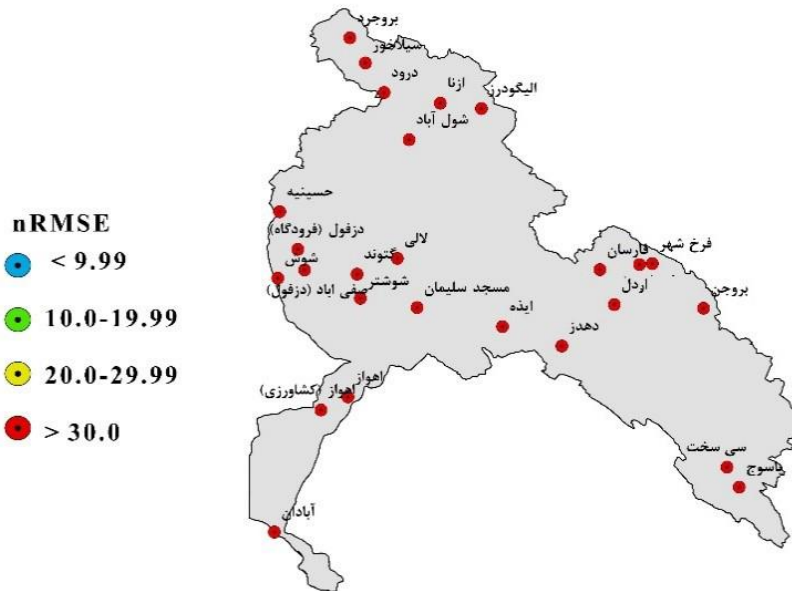 بروجرد
سیلاخور
درود
ازنا
الیگودرز
شول آباد
حسینیه
دزفول (فرودگاه)
لالی
گتوند
شوش
صفی اباد (دزفول)
شوشتر
مسجد سلیمان
ایذه
دهدز
فارسان
فرخ شهر
اردل
بروجن
اهواز
اهواز (کشاورزی)
سی سخت
یاسوج
آبادان
nRMSE
< 9.99
10.0-19.99
20.0-29.99
> 30.0